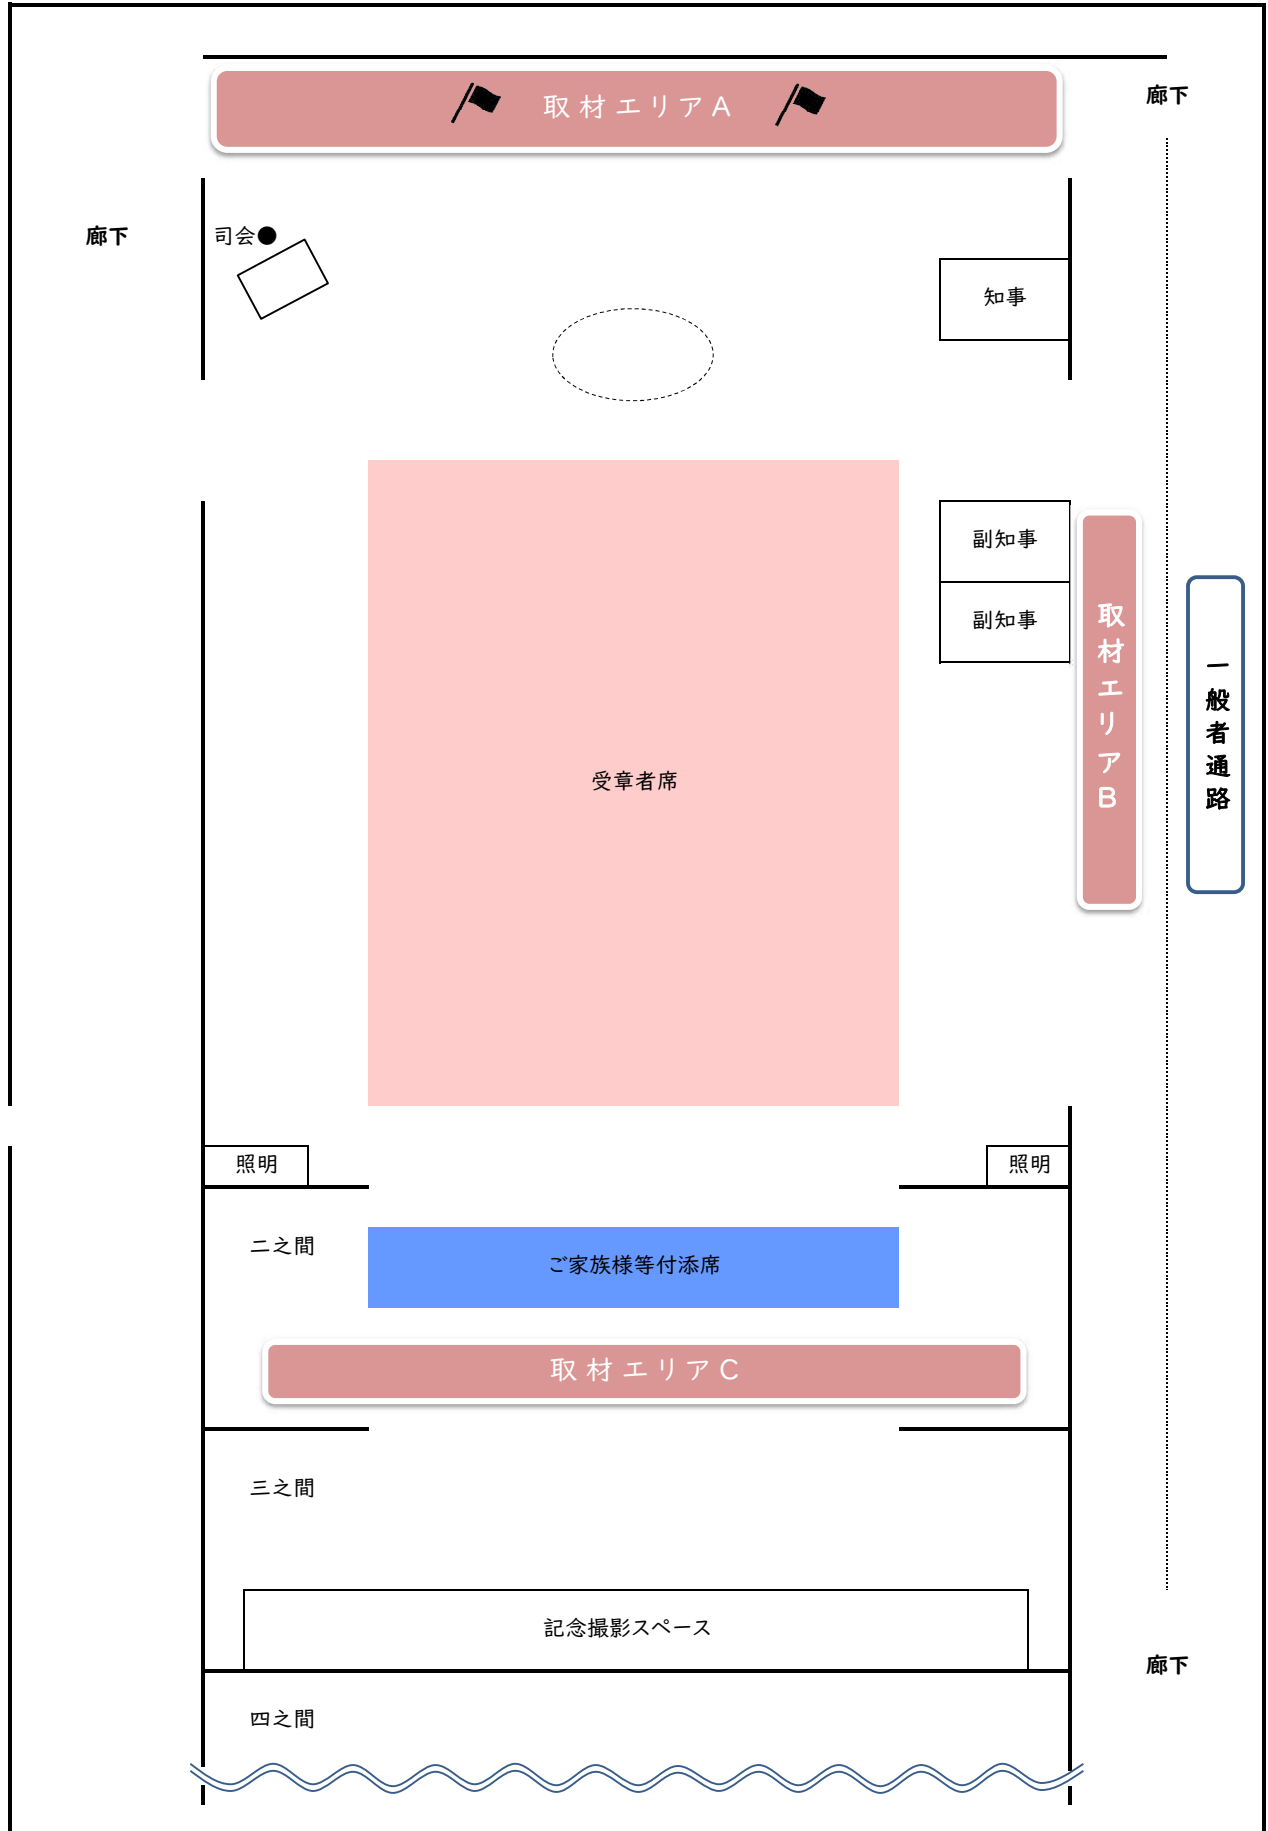 取材エリアA
廊下
廊下
司会●
知事
副知事
副知事
取材エリアB
一般者通路
受章者席
照明
照明
二之間
ご家族様等付添席
取材エリアC
三之間
記念撮影スペース
廊下
四之間